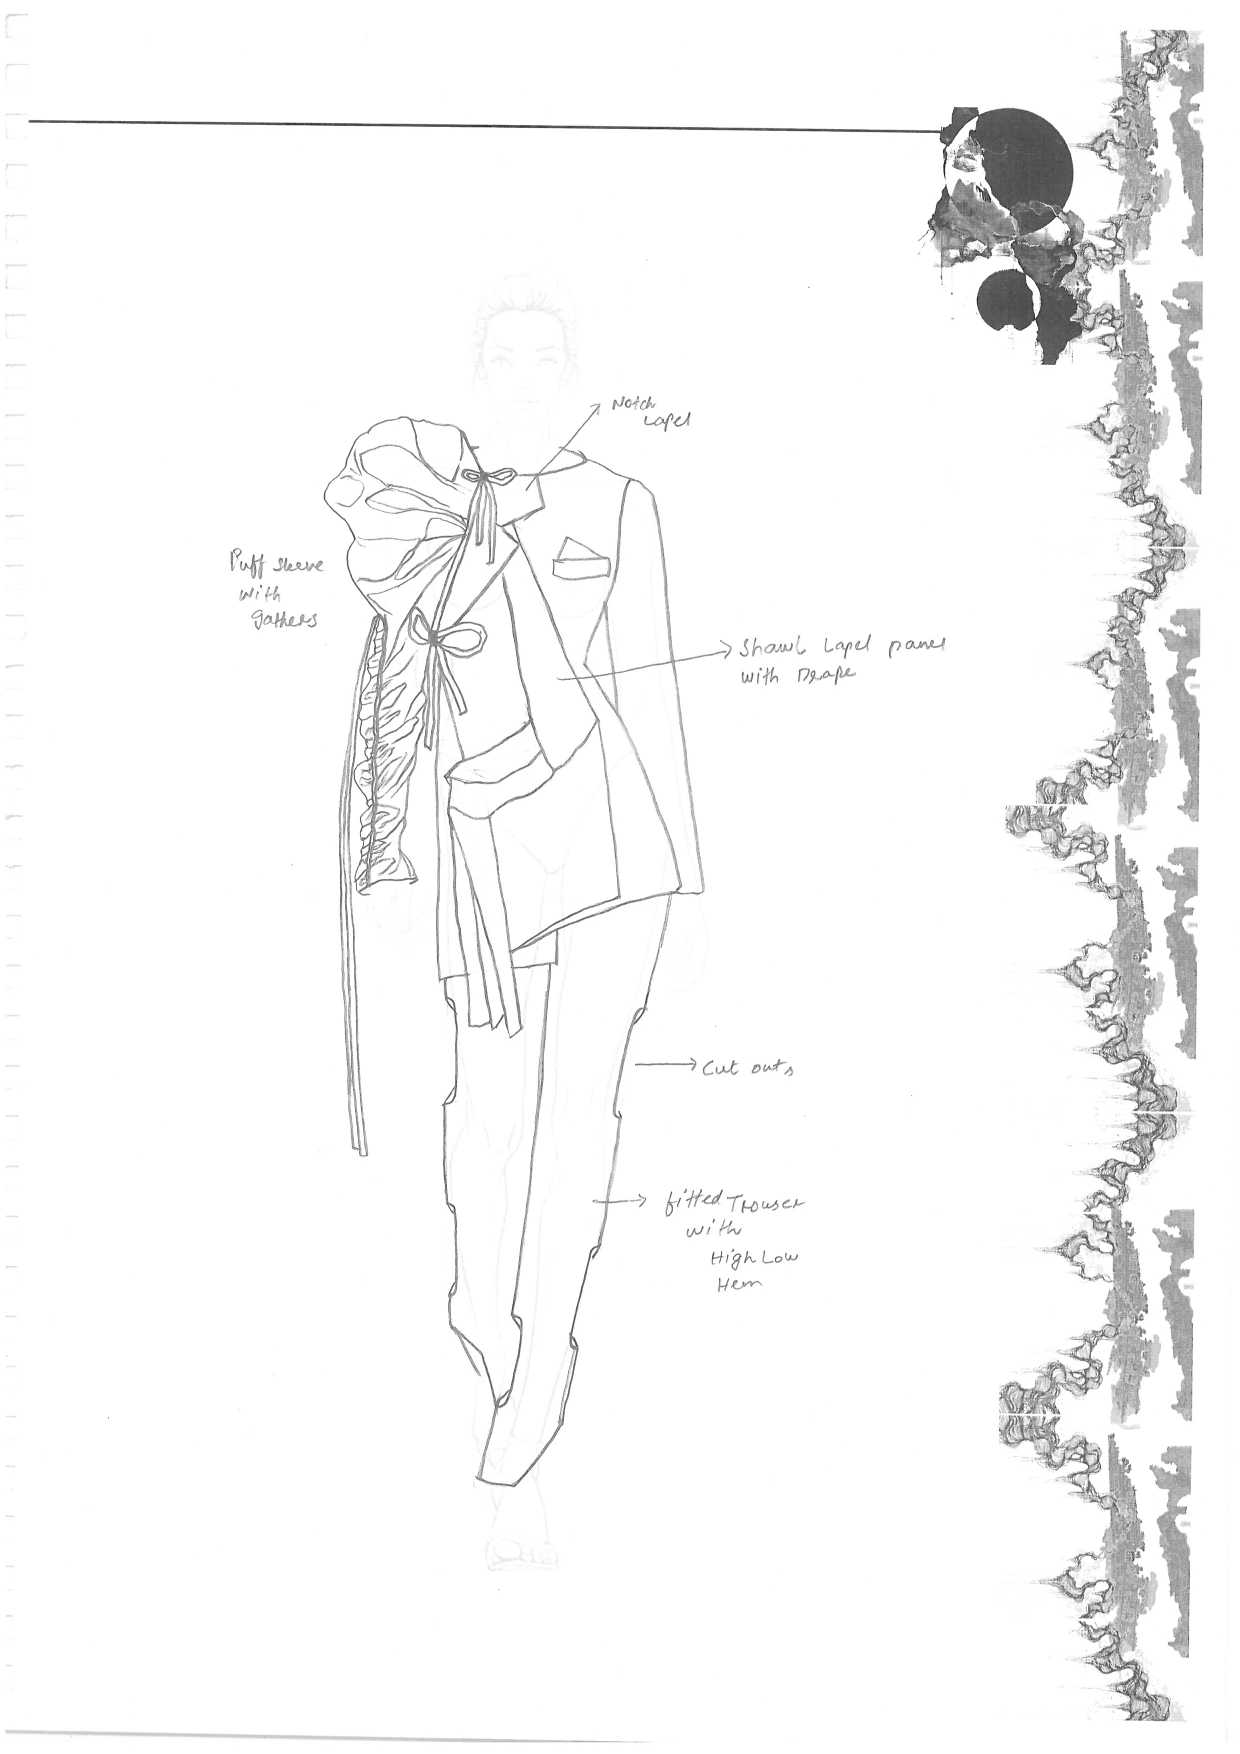 Notch
Lapel
Puff sleeve
with
gathers
Shawl Lapel panel
with Drape
Cut outs
fitted Trouser
with
High Low
Hem